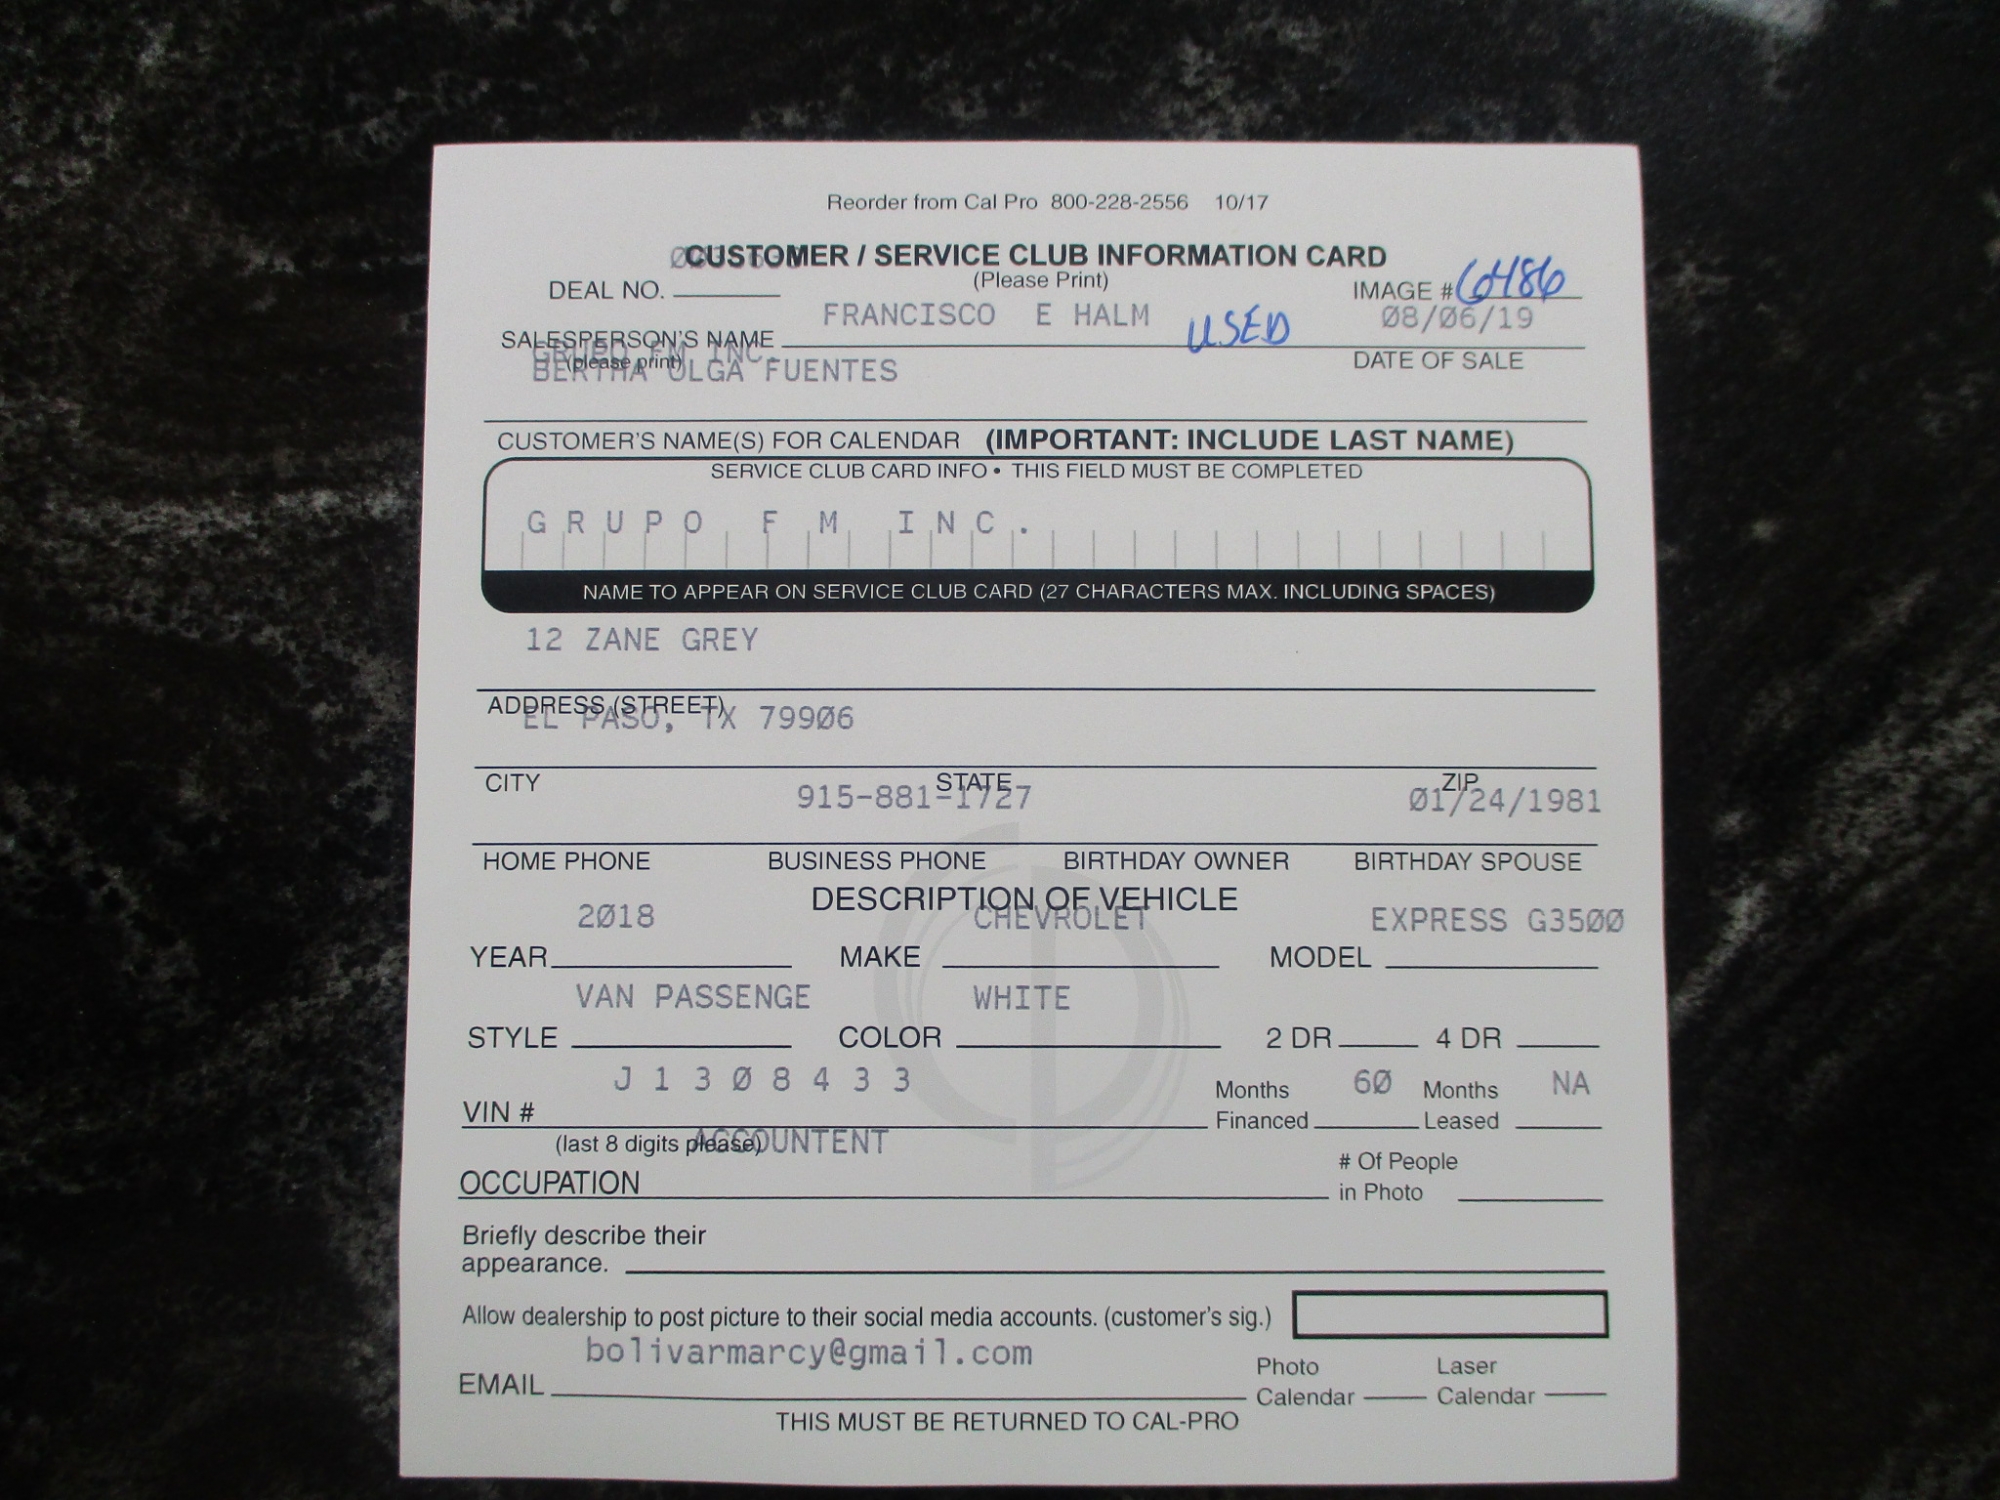 Reorder from Cal Pro 800-228-2556 10/17
CUSTOMER / SERVICE CLUB INFORMATION CARD
(Please Print)
DEAL NO.
IMAGE # 6486
FRANCISCO E HALM
USED
08/06/19
SALESPERSON'S NAME
(please print)
DATE OF SALE
GRUPO FM INC.
BERTHA OLGA FUENTES
CUSTOMER'S NAME(S) FOR CALENDAR (IMPORTANT: INCLUDE LAST NAME)
SERVICE CLUB CARD INFO • THIS FIELD MUST BE COMPLETED
GRUPO FM INC.
NAME TO APPEAR ON SERVICE CLUB CARD (27 CHARACTERS MAX. INCLUDING SPACES)
12 ZANE GREY
ADDRESS (STREET)
EL PASO, TX 79906
CITY STATE ZIP
915-881-1727 01/24/1981
HOME PHONE BUSINESS PHONE BIRTHDAY OWNER BIRTHDAY SPOUSE
DESCRIPTION OF VEHICLE
2018 CHEVROLET EXPRESS G3500
YEAR MAKE MODEL
VAN PASSENGE WHITE
STYLE COLOR 2 DR 4 DR
J1308433
Months Financed 60 Months Leased NA
VIN #
(last 8 digits please)
ACCOUNTENT
OCCUPATION
# Of People
in Photo
Briefly describe their
appearance.
Allow dealership to post picture to their social media accounts. (customer's sig.)
bolivarmarcy@gmail.com
EMAIL
Photo Calendar
Laser Calendar
THIS MUST BE RETURNED TO CAL-PRO